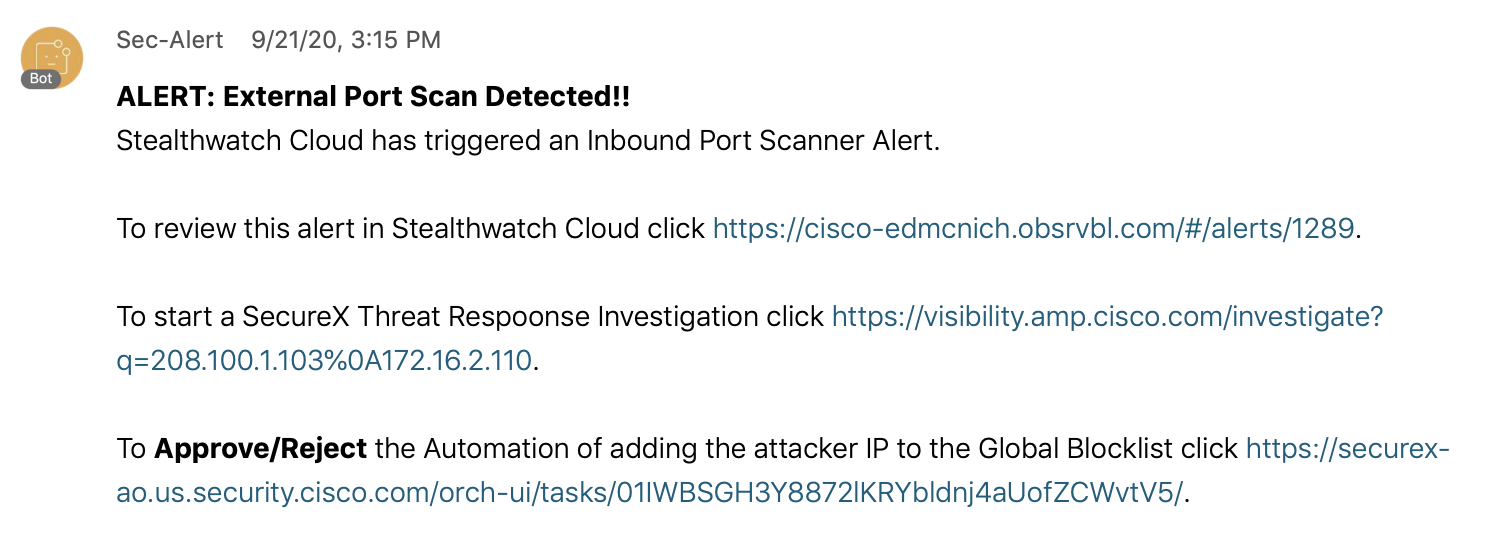 Sec-Alert 9/21/20, 3:15 PM
Bot
ALERT: External Port Scan Detected!!
Stealthwatch Cloud has triggered an Inbound Port Scanner Alert.
To review this alert in Stealthwatch Cloud click https://cisco-edmcnich.obsrvbl.com/#/alerts/1289.
To start a SecureX Threat Respoonse Investigation click https://visibility.amp.cisco.com/investigate?
q=208.100.1.103%0A172.16.2.110.
To Approve/Reject the Automation of adding the attacker IP to the Global Blocklist click https://securex-
ao.us.security.cisco.com/orch-ui/tasks/01IWBSGH3Y8872lKRYbldnj4aUofZCWvtV5/.